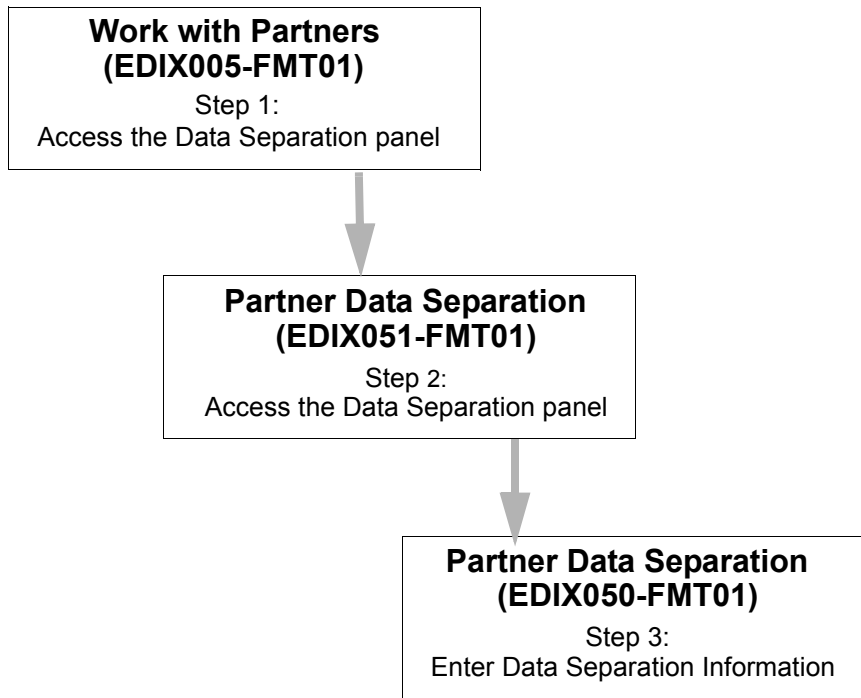 Work with Partners
(EDIX005-FMT01)
Step 1:
Access the Data Separation panel
Partner Data Separation
(EDIX051-FMT01)
Step 2:
Access the Data Separation panel
Partner Data Separation
(EDIX050-FMT01)
Step 3:
Enter Data Separation Information